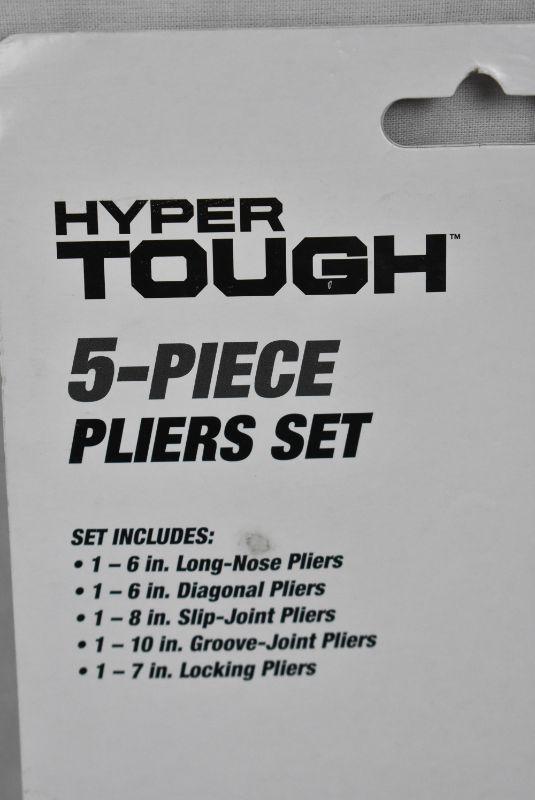 HYPER
TOUGH™
5-PIECE
PLIERS SET
SET INCLUDES:
• 1 – 6 in. Long-Nose Pliers
• 1 – 6 in. Diagonal Pliers
• 1 – 8 in. Slip-Joint Pliers
• 1 – 10 in. Groove-Joint Pliers
• 1 – 7 in. Locking Pliers